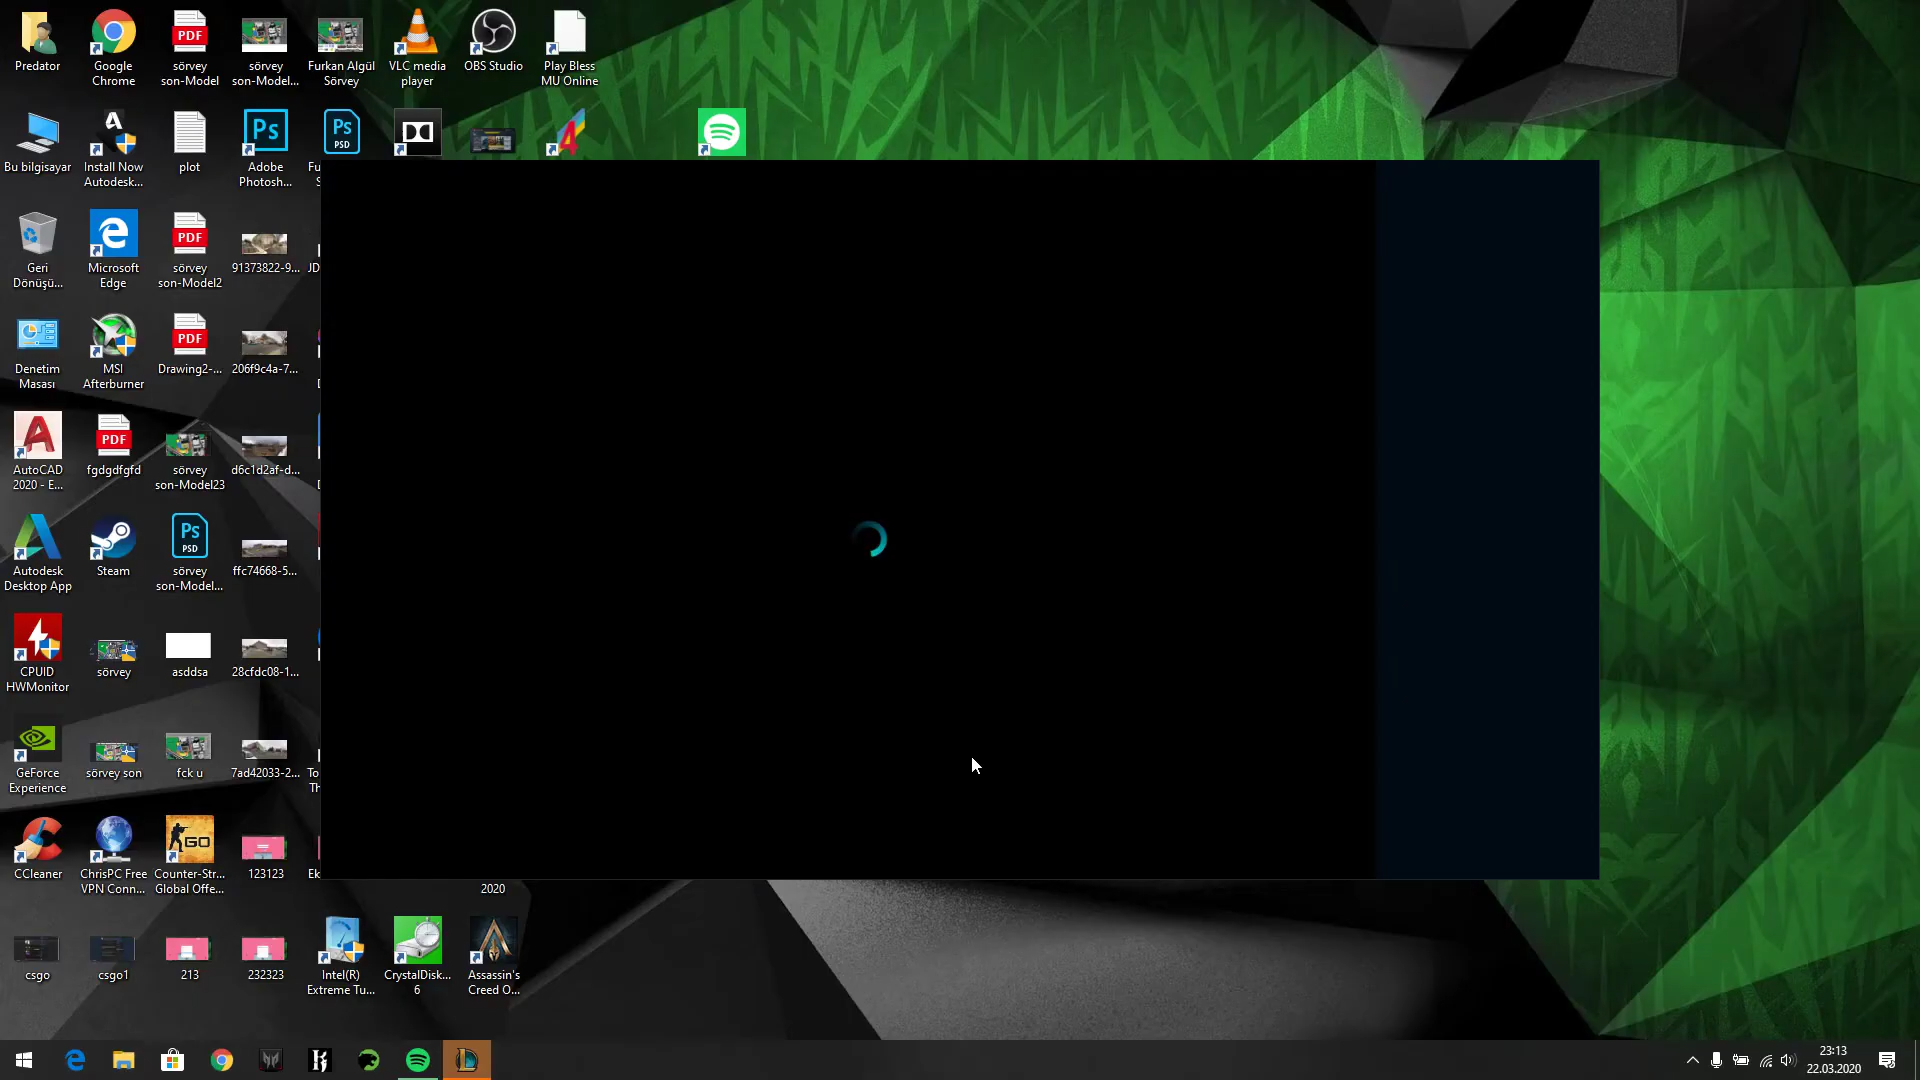 Predator
Google
Chrome
PDF
sörvey
son-Model
sörvey
son-Model...
Furkan Algül
Sörvey
VLC media
player
OBS Studio
Play Bless
MU Online
Bu bilgisayar
Install Now
Autodesk...
plot
Ps
Adobe
Photosh...
Ps
PSD
Fu
S
Geri
Dönüşü...
Microsoft
Edge
PDF
sörvey
son-Model2
91373822-9...
JD
Denetim
Masası
MSI
Afterburner
PDF
Drawing2-...
206f9c4a-7...
D
AutoCAD
2020 - E...
PDF
fgdgdfgfd
sörvey
son-Model23
d6c1d2af-d...
D
Autodesk
Desktop App
Steam
Ps
PSD
sörvey
son-Model...
ffc74668-5...
CPUID
HWMonitor
sörvey
asddsa
28cfdc08-1...
GeForce
Experience
sörvey son
fck u
7ad42033-2...
To
Th
CCleaner
ChrisPC Free
VPN Conn...
GO
Counter-Str...
Global Offe...
123123
Ek
2020
csgo
csgo1
213
232323
Intel(R)
Extreme Tu...
CrystalDisk...
6
Assassin's
Creed O...
23:13
22.03.2020